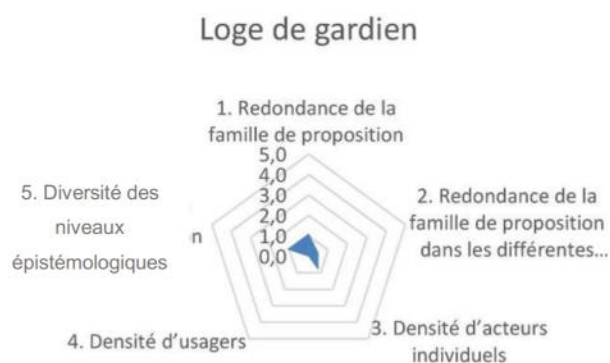 Loge de gardien
1. Redondance de la
famille de proposition
5,0
4,0
3,0
2,0
1,0
0,0
2. Redondance de la
famille de proposition
dans les différentes...
3. Densité d'acteurs
individuels
4. Densité d'usagers
5. Diversité des
niveaux
n
épistémologiques